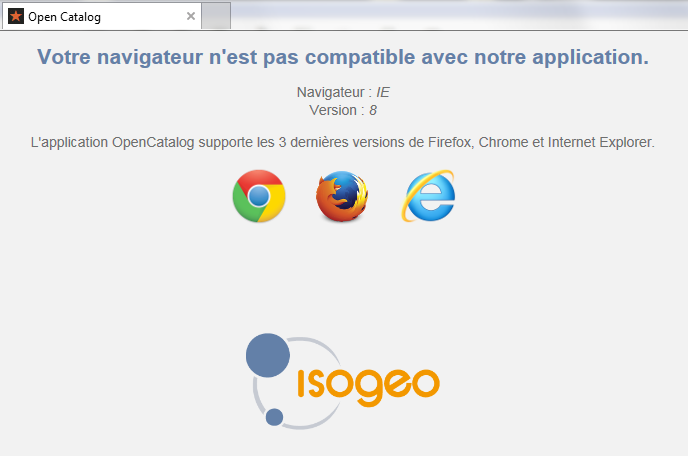 Open Catalog
Votre navigateur n'est pas compatible avec notre application.
Navigateur : IE
Version : 8
L'application OpenCatalog supporte les 3 dernières versions de Firefox, Chrome et Internet Explorer.
isogeo